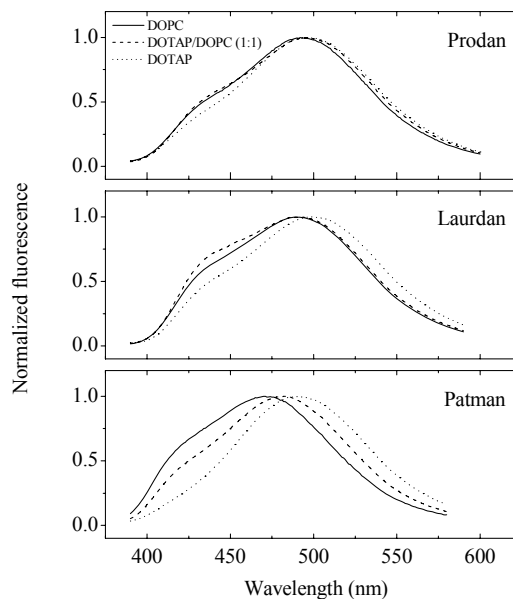 DOPC
DOTAP/DOPC (1:1)
DOTAP
Prodan
1.0
0.5
0.0
Laurdan
1.0
0.5
0.0
Patman
1.0
0.5
0.0
Normalized fluorescence
400 450 500 550 600
Wavelength (nm)